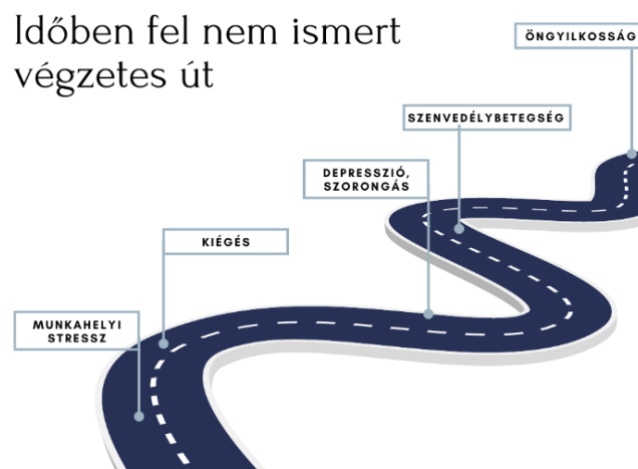 Időben fel nem ismert
végzetes út
ÖNGYILKOSSÁG
SZENVEDÉLYBETEGSÉG
DEPRESSZIÓ,
SZORONGÁS
KIÉGÉS
MUNKAHELYI
STRESSZ